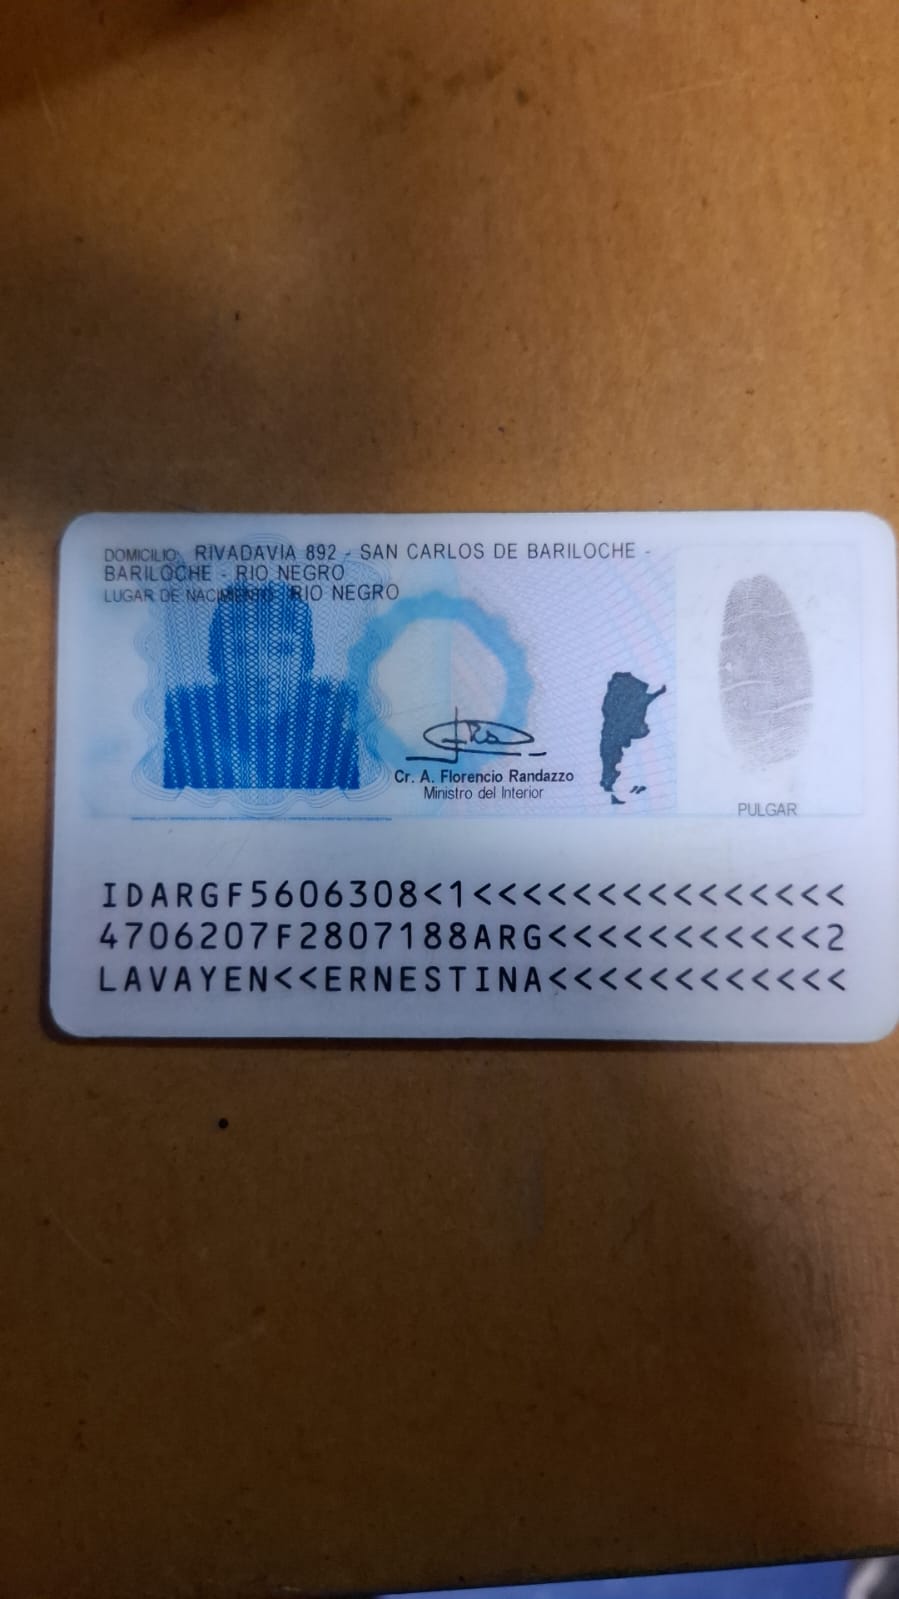 DOMICILIO: RIVADAVIA 892 - SAN CARLOS DE BARILOCHE -
BARILOCHE - RIO NEGRO
LUGAR DE NACIMIENTO: RIO NEGRO
Cr. A. Florencio Randazzo
Ministro del Interior
PULGAR
IDARGF5606308<1<<<<<<<<<<<<<<<
4706207F2807188ARG<<<<<<<<<<<2
LAVAYEN<<ERNESTINA<<<<<<<<<<<<